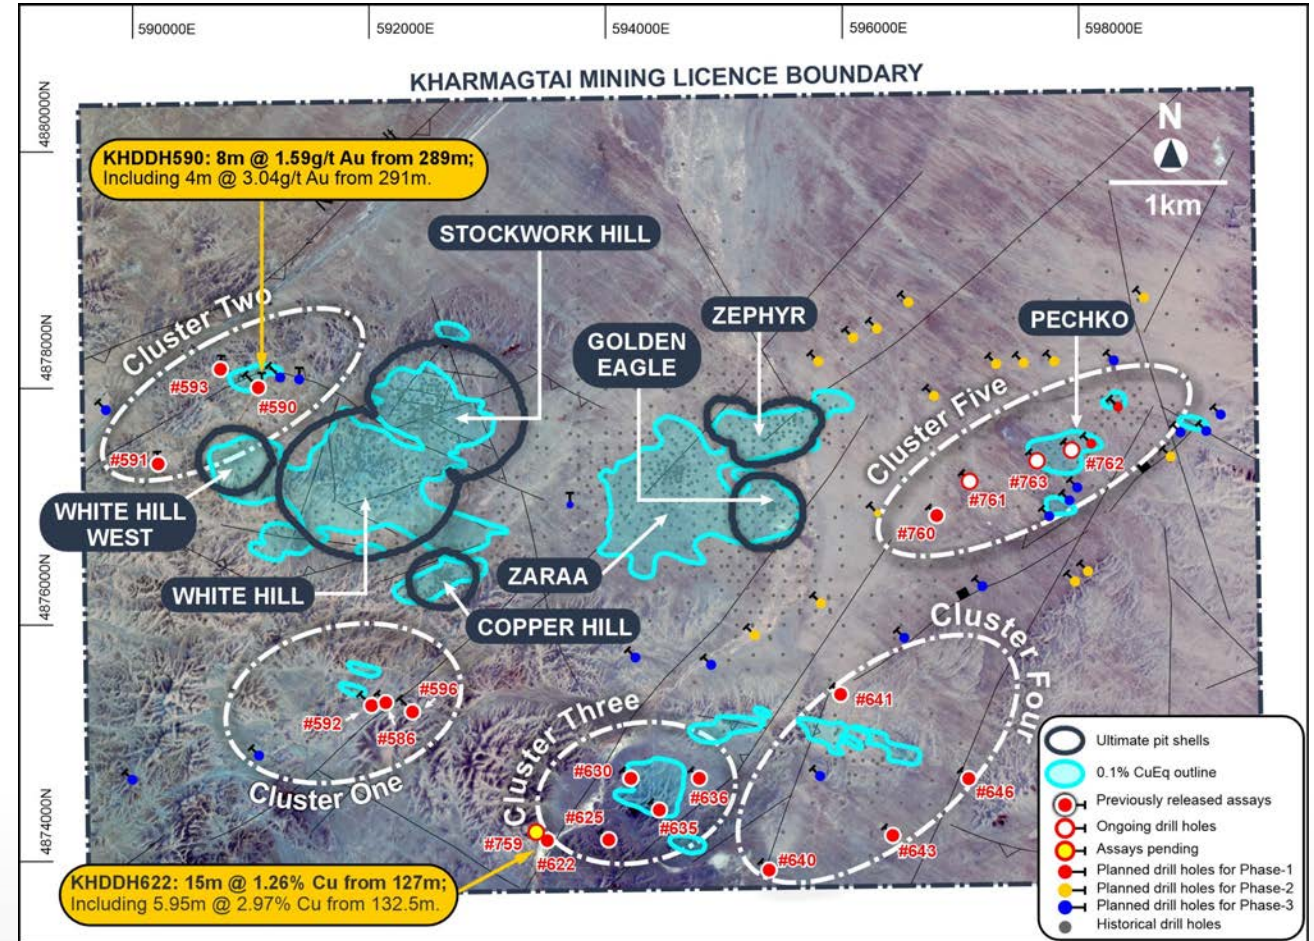 590000E
592000E
594000E
596000E
598000E
KHARMAGTAI MINING LICENCE BOUNDARY
4880000N
4878000N
4876000N
4874000N
N
1km
KHDDH590: 8m @ 1.59g/t Au from 289m;
Including 4m @ 3.04g/t Au from 291m.
STOCKWORK HILL
ZEPHYR
GOLDEN
EAGLE
PECHKO
Cluster Two
#593
#590
#591
WHITE HILL
WEST
WHITE HILL
COPPER HILL
ZARAA
Cluster Five
#762
#763
#761
#760
Cluster One
#592
#586
#596
Cluster Three
#630
#636
#625
#635
#759
#622
Cluster Four
#641
#646
#643
#640
KHDDH622: 15m @ 1.26% Cu from 127m;
Including 5.95m @ 2.97% Cu from 132.5m.
Ultimate pit shells
0.1% CuEq outline
Previously released assays
Ongoing drill holes
Assays pending
Planned drill holes for Phase-1
Planned drill holes for Phase-2
Planned drill holes for Phase-3
Historical drill holes